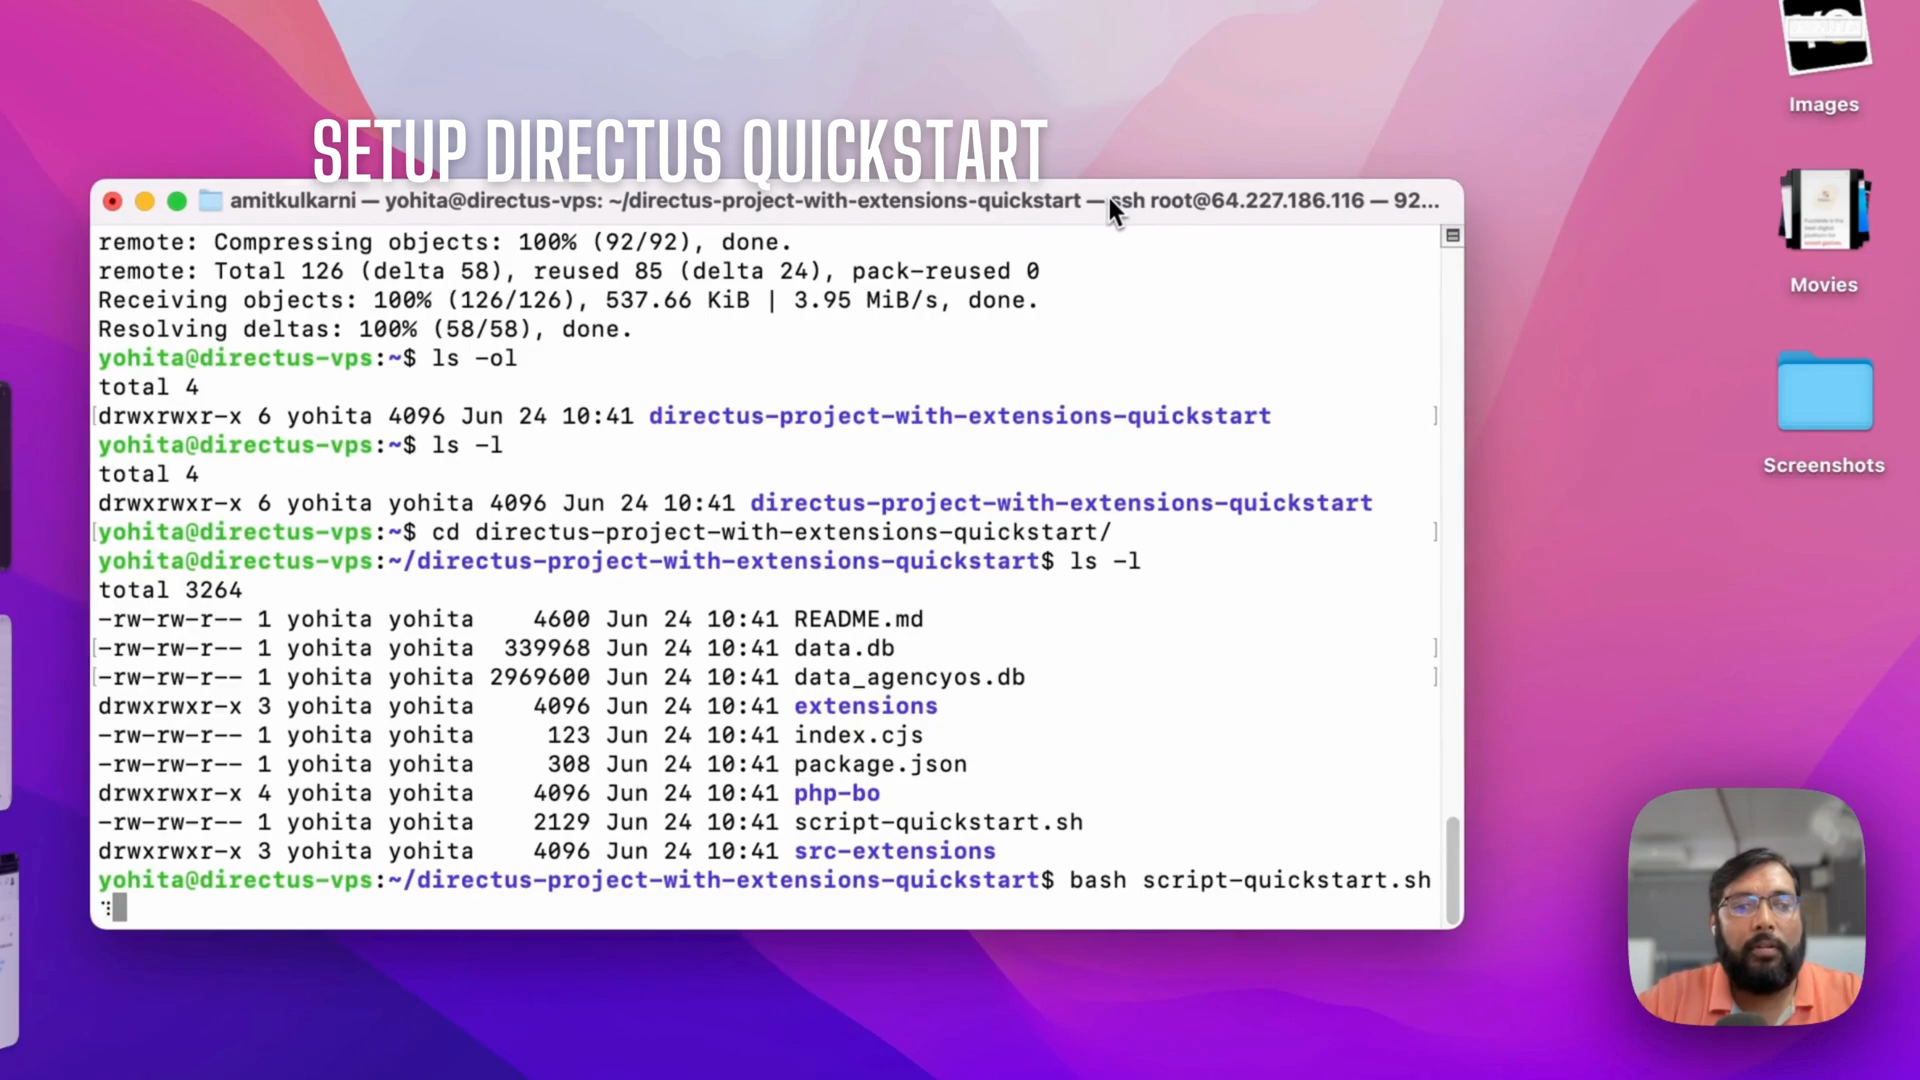 SETUP DIRECTUS QUICKSTART
amitkulkarni — yohita@directus-vps: ~/directus-project-with-extensions-quickstart — ssh root@64.227.186.116 — 92...
remote: Compressing objects: 100% (92/92), done.
remote: Total 126 (delta 58), reused 85 (delta 24), pack-reused 0
Receiving objects: 100% (126/126), 537.66 KiB | 3.95 MiB/s, done.
Resolving deltas: 100% (58/58), done.
yohita@directus-vps:~$ ls -ol
total 4
[drwxrwxr-x 6 yohita 4096 Jun 24 10:41 directus-project-with-extensions-quickstart ]
yohita@directus-vps:~$ ls -l
total 4
drwxrwxr-x 6 yohita yohita 4096 Jun 24 10:41 directus-project-with-extensions-quickstart
[yohita@directus-vps:~$ cd directus-project-with-extensions-quickstart/ ]
yohita@directus-vps:~/directus-project-with-extensions-quickstart$ ls -l
total 3264
-rw-rw-r-- 1 yohita yohita    4600 Jun 24 10:41 README.md
[-rw-rw-r-- 1 yohita yohita  339968 Jun 24 10:41 data.db ]
[-rw-rw-r-- 1 yohita yohita 2969600 Jun 24 10:41 data_agencyos.db ]
drwxrwxr-x 3 yohita yohita    4096 Jun 24 10:41 extensions
-rw-rw-r-- 1 yohita yohita     123 Jun 24 10:41 index.cjs
-rw-rw-r-- 1 yohita yohita     308 Jun 24 10:41 package.json
drwxrwxr-x 4 yohita yohita    4096 Jun 24 10:41 php-bo
-rw-rw-r-- 1 yohita yohita    2129 Jun 24 10:41 script-quickstart.sh
drwxrwxr-x 3 yohita yohita    4096 Jun 24 10:41 src-extensions
yohita@directus-vps:~/directus-project-with-extensions-quickstart$ bash script-quickstart.sh
Images
Movies
Screenshots